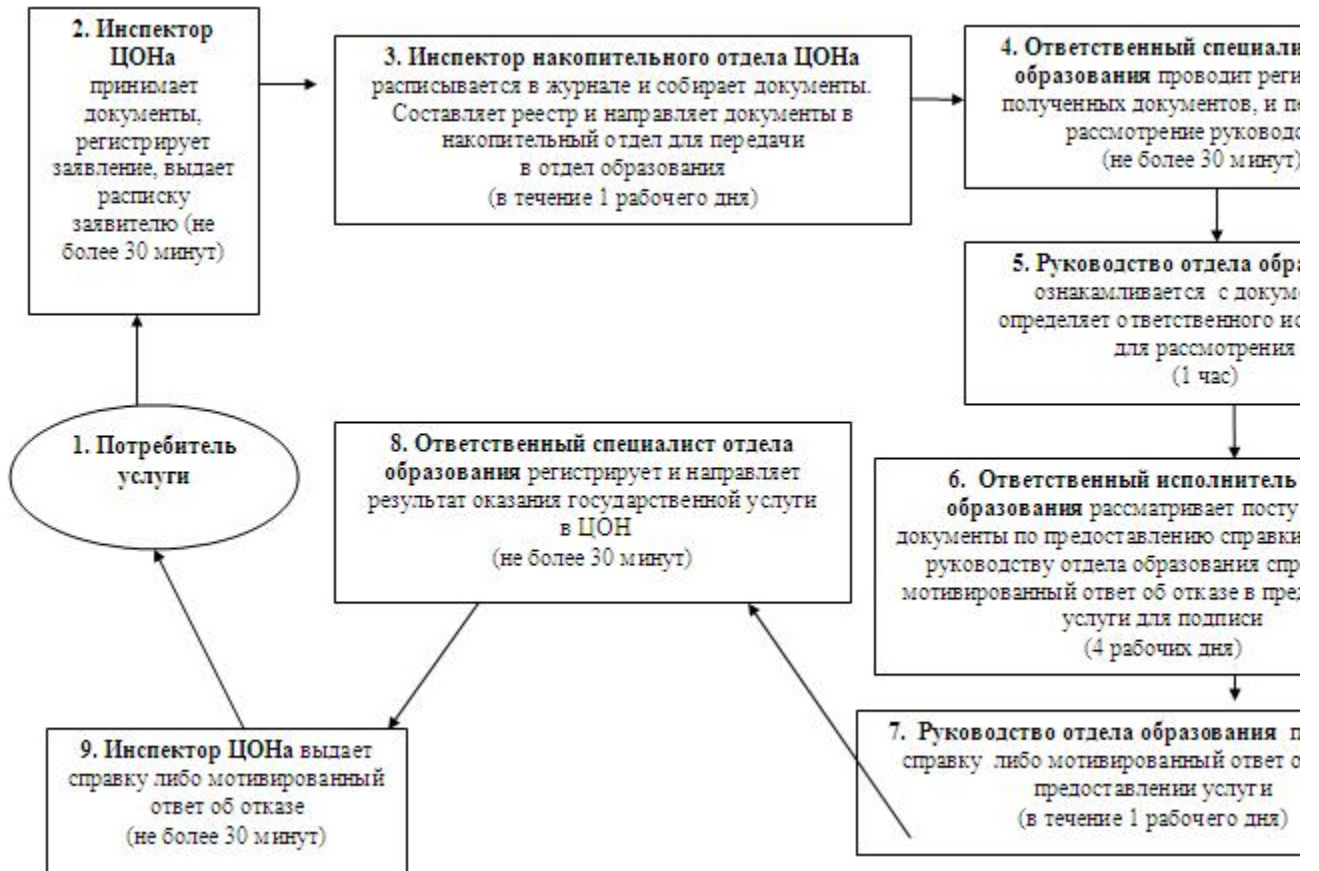 2. Инспектор
ЦОНа
принимает
документы,
регистрирует
заявление, выдает
расписку
заявителю (не
более 30 минут)
3. Инспектор накопительного отдела ЦОНа
расписывается в журнале и собирает документы.
Составляет реестр и направляет документы в
накопительный отдел для передачи
в отдел образования
(в течение 1 рабочего дня)
4. Ответственный специали
образования проводит реги
полученных документов, и пе
рассмотрение руководс
(не более 30 минут)
5. Руководство отдела обра
ознакамливается с докум
определяет ответственного ис
для рассмотрения
(1 час)
1. Потребитель
услуги
8. Ответственный специалист отдела
образования регистрирует и направляет
результат оказания государственной услуги
в ЦОН
(не более 30 минут)
6. Ответственный исполнитель
образования рассматривает посту
документы по предоставлению справки
руководству отдела образования спр
мотивированный ответ об отказе в пред
услуги для подписи
(4 рабочих дня)
9. Инспектор ЦОНа выдает
справку либо мотивированный
ответ об отказе
(не более 30 минут)
7. Руководство отдела образования п
справку либо мотивированный ответ о
предоставлении услуги
(в течение 1 рабочего дня)